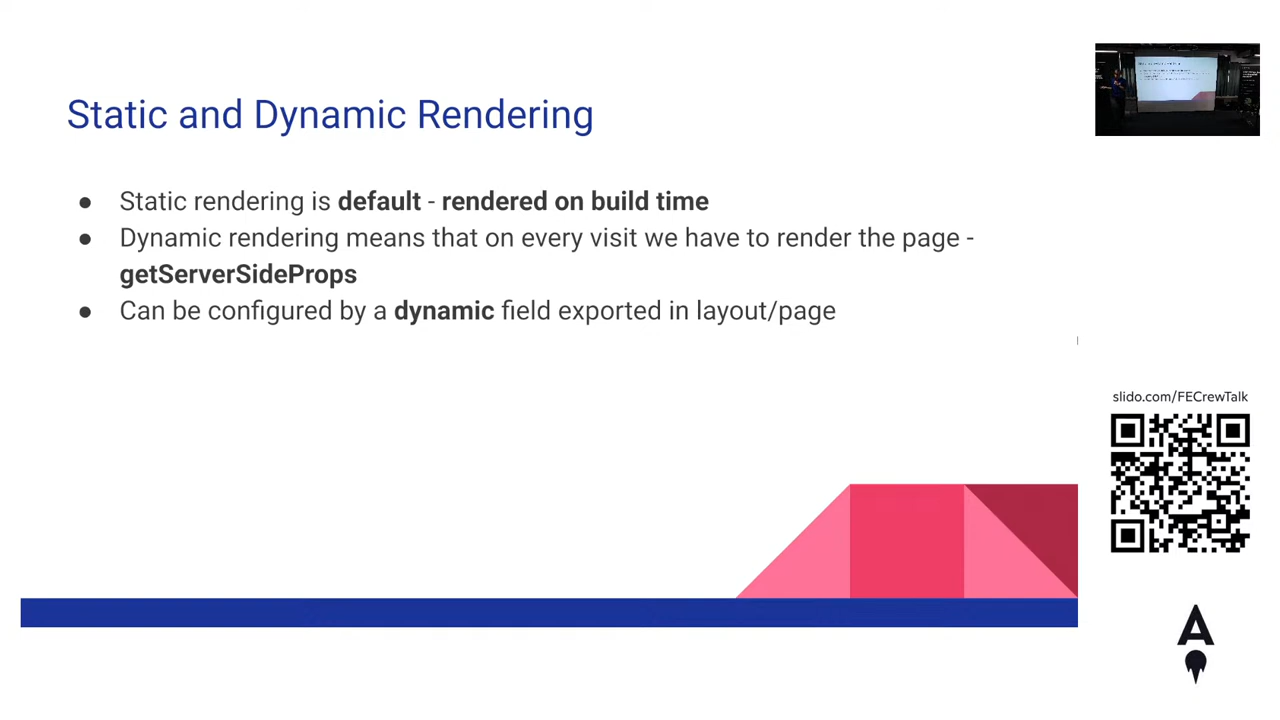 Static and Dynamic Rendering
● Static rendering is default - rendered on build time
● Dynamic rendering means that on every visit we have to render the page -
getServerSideProps
● Can be configured by a dynamic field exported in layout/page
slido.com/FECrewTalk
A